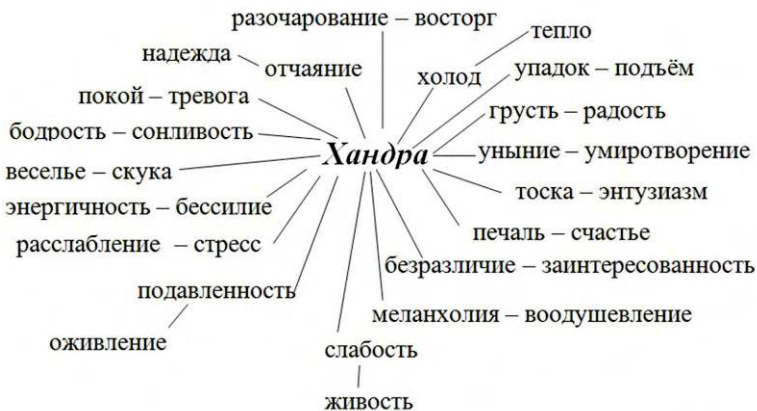 разочарование – восторг
тепло
надежда
отчаяние
холод
упадок – подъём
покой – тревога
грусть – радость
бодрость – сонливость
Хандра
уныние – умиротворение
веселье – скука
тоска – энтузиазм
энергичность – бессилие
печаль – счастье
расслабление – стресс
безразличие – заинтересованность
подавленность
меланхолия – воодушевление
оживление
слабость
живость